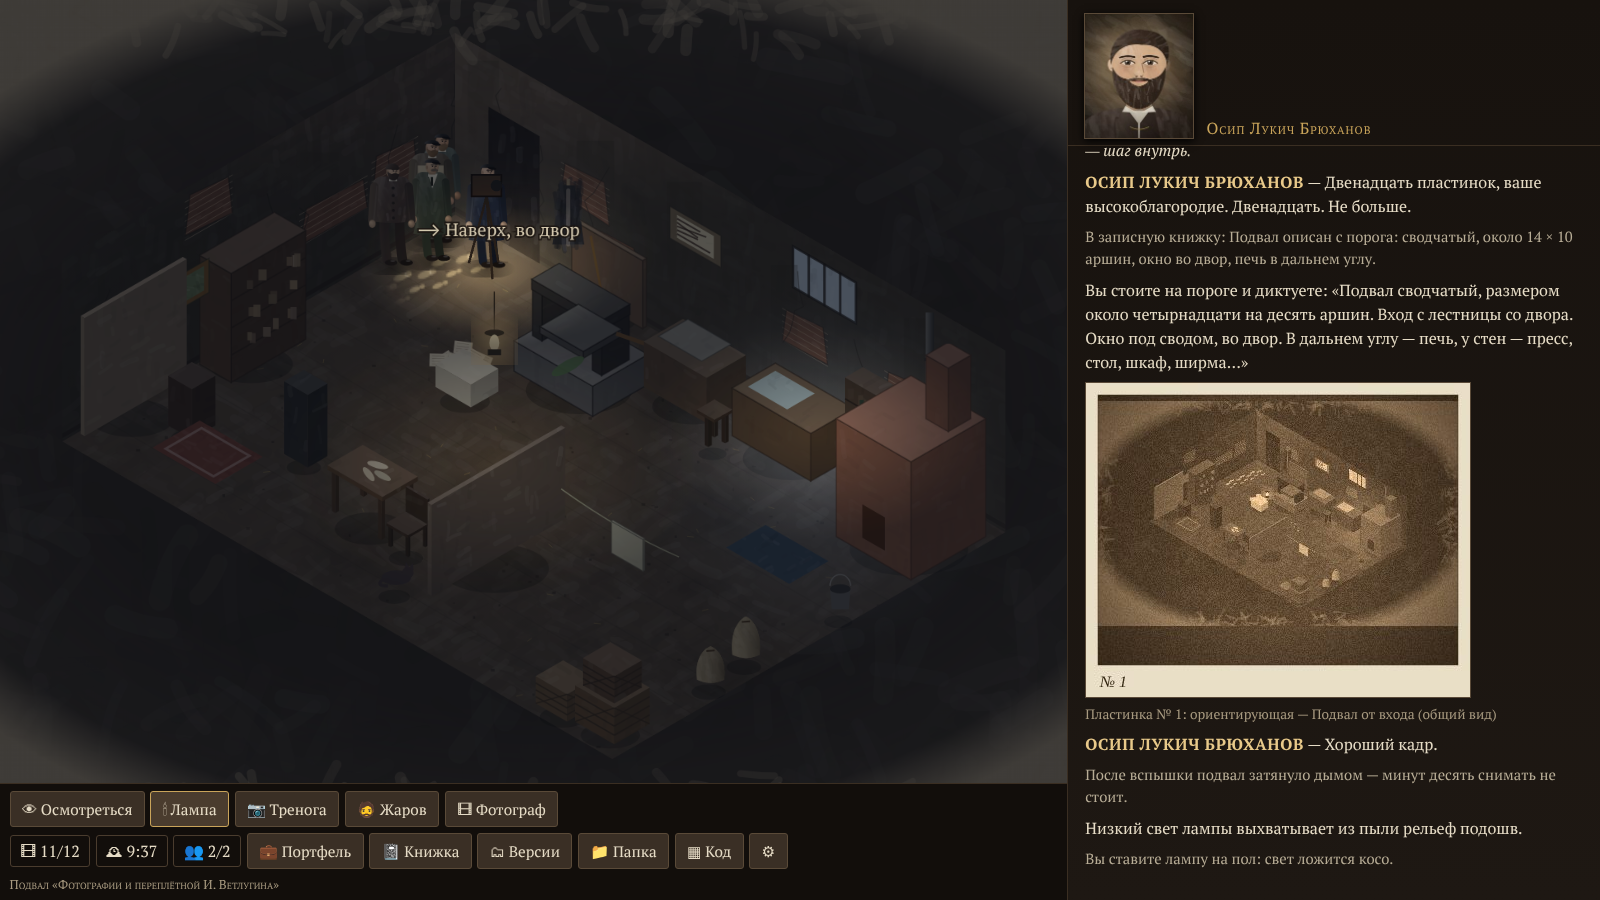 → Наверх, во двор
👁 Осмотреться
Лампа
📷 Тренога
🧔 Жаров
🎞 Фотограф
🎞 11/12
🕰 9:37
👥 2/2
💼 Портфель
📓 Книжка
🗂 Версии
📁 Папка
▦ Код
⚙
Подвал «Фотографии и переплётной И. Ветлугина»
Осип Лукич Брюханов
— шаг внутрь.
ОСИП ЛУКИЧ БРЮХАНОВ — Двенадцать пластинок, ваше
высокоблагородие. Двенадцать. Не больше.
В записную книжку: Подвал описан с порога: сводчатый, около 14 × 10
аршин, окно во двор, печь в дальнем углу.
Вы стоите на пороге и диктуете: «Подвал сводчатый, размером
около четырнадцати на десять аршин. Вход с лестницы со двора.
Окно под сводом, во двор. В дальнем углу — печь, у стен — пресс,
стол, шкаф, ширма…»
№ 1
Пластинка № 1: ориентирующая — Подвал от входа (общий вид)
ОСИП ЛУКИЧ БРЮХАНОВ — Хороший кадр.
После вспышки подвал затянуло дымом — минут десять снимать не
стоит.
Низкий свет лампы выхватывает из пыли рельеф подошв.
Вы ставите лампу на пол: свет ложится косо.